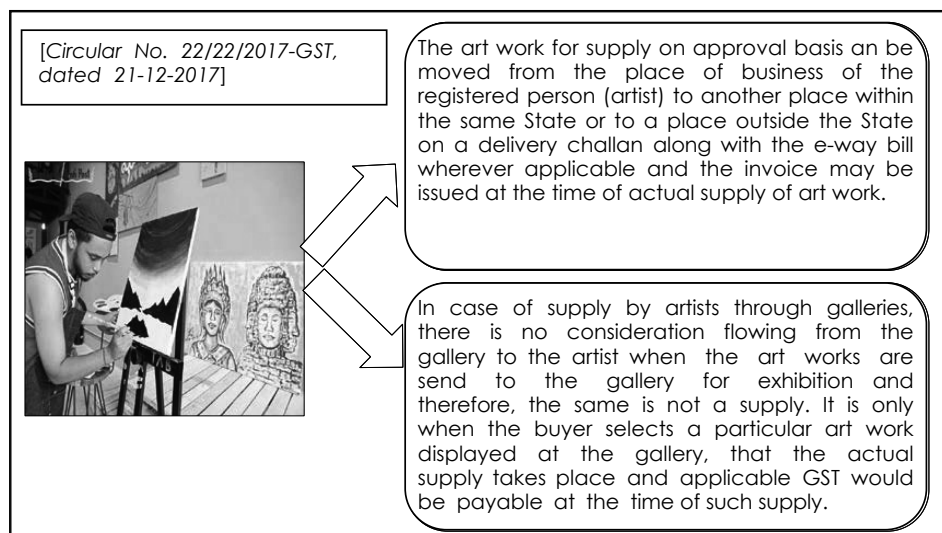 [Circular No. 22/22/2017-GST,
dated 21-12-2017]
The art work for supply on approval basis an be
moved from the place of business of the
registered person (artist) to another place within
the same State or to a place outside the State
on a delivery challan along with the e-way bill
wherever applicable and the invoice may be
issued at the time of actual supply of art work.
In case of supply by artists through galleries,
there is no consideration flowing from the
gallery to the artist when the art works are
send to the gallery for exhibition and
therefore, the same is not a supply. It is only
when the buyer selects a particular art work
displayed at the gallery, that the actual
supply takes place and applicable GST would
be payable at the time of such supply.